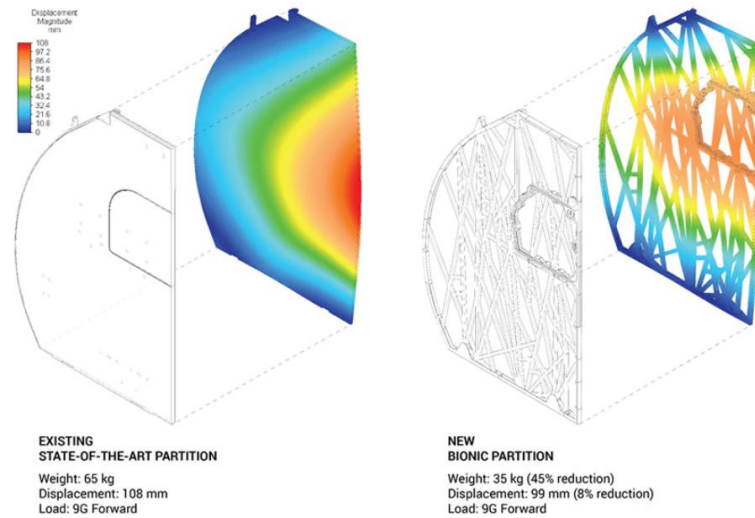 Displacement
Magnitude
mm
108
97.2
86.4
75.6
64.8
54
43.2
32.4
21.6
10.8
0
EXISTING
STATE-OF-THE-ART PARTITION
Weight: 65 kg
Displacement: 108 mm
Load: 9G Forward
NEW
BIONIC PARTITION
Weight: 35 kg (45% reduction)
Displacement: 99 mm (8% reduction)
Load: 9G Forward